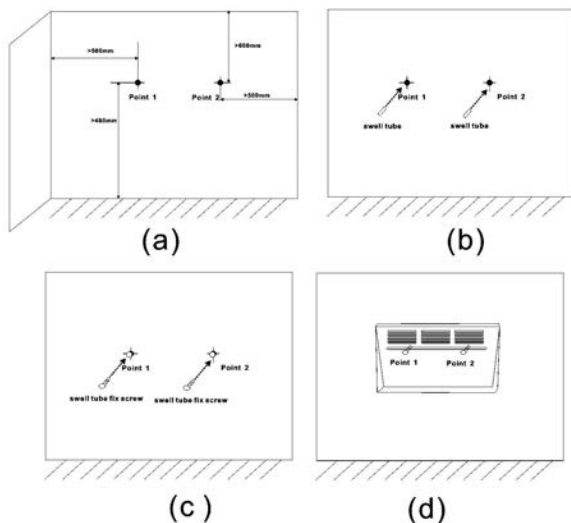 >500mm
>600mm
Point 1
Point 2
>500mm
(a)
Point 1
Point 2
swell tube
swell tube
(b)
Point 1
Point 2
swell tube fix screw
swell tube fix screw
(c)
Point 1
Point 2
(d)